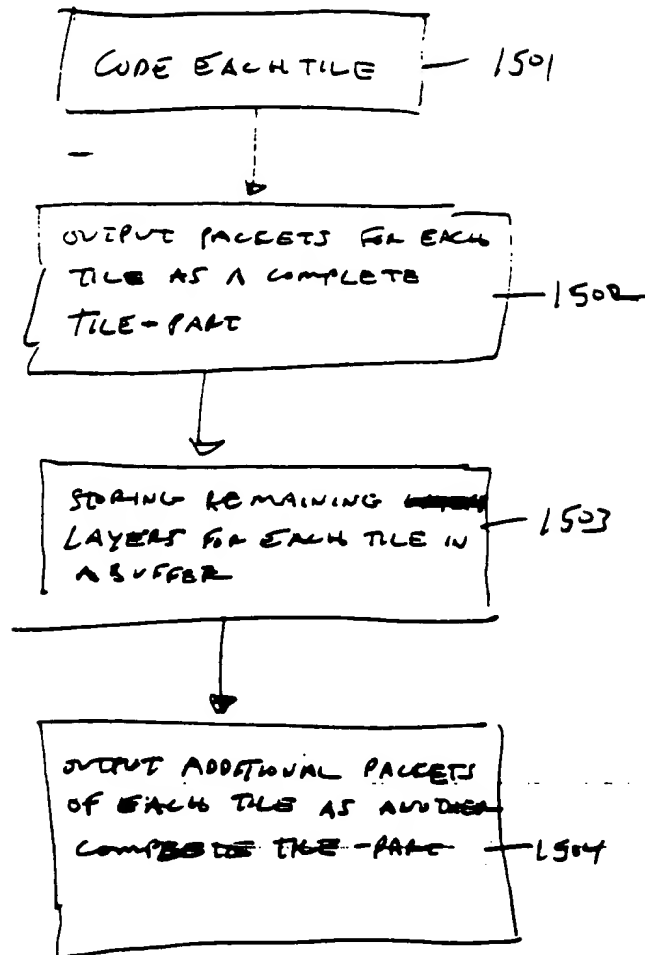 CODE EACH TILE
1501
OUTPUT PACKETS FOR EACH
TILE AS A COMPLETE
TILE-PART
1502
STORING REMAINING
LAYERS FOR EACH TILE IN
A BUFFER
1503
OUTPUT ADDITIONAL PACKETS
OF EACH TILE AS ANOTHER
COMPLETE TILE-PART
1504